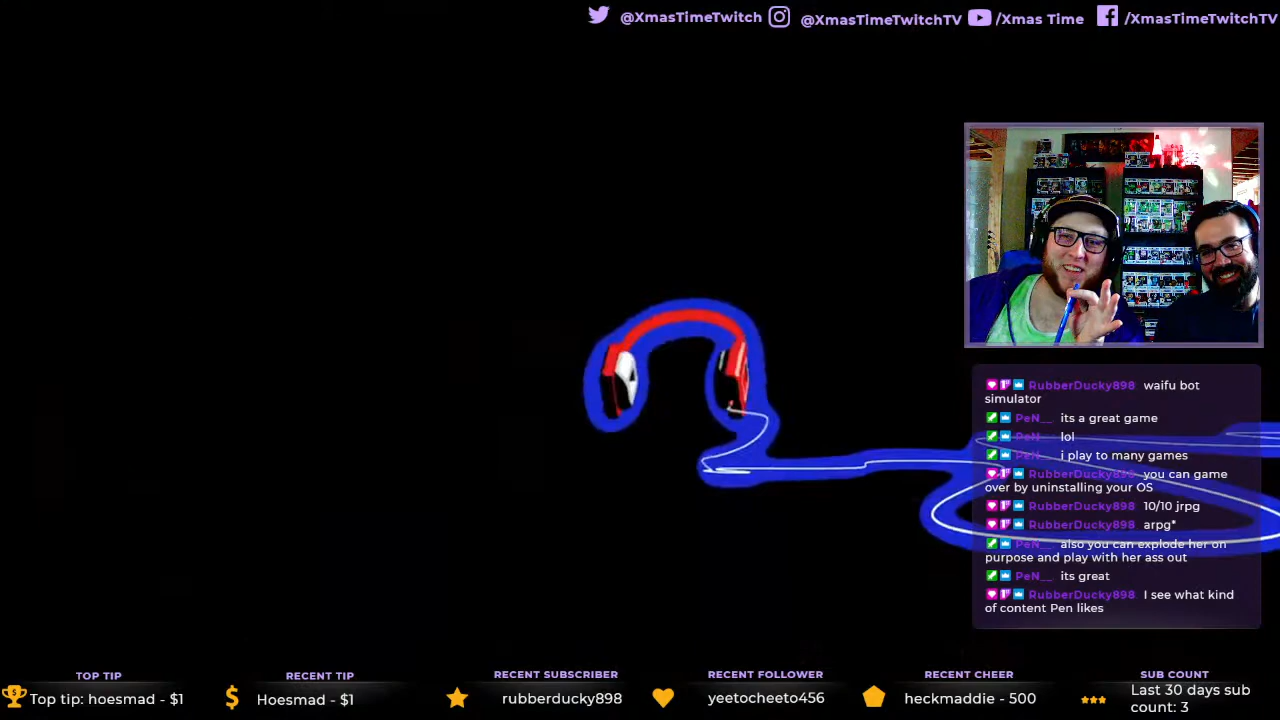 @XmasTimeTwitch @XmasTimeTwitchTV /Xmas Time /XmasTimeTwitchTV
RubberDucky898 waifu bot
simulator
PeN__ its a great game
PeN__ lol
PeN__ i play to many games
RubberDucky898 you can game
over by uninstalling your OS
RubberDucky898 10/10 jrpg
RubberDucky898 arpg*
PeN__ also you can explode her on
purpose and play with her ass out
PeN__ its great
RubberDucky898 I see what kind
of content Pen likes
TOP TIP
Top tip: hoesmad - $1
RECENT TIP
Hoesmad - $1
RECENT SUBSCRIBER
rubberducky898
RECENT FOLLOWER
yeetocheeto456
RECENT CHEER
heckmaddie - 500
SUB COUNT
Last 30 days sub
count: 3